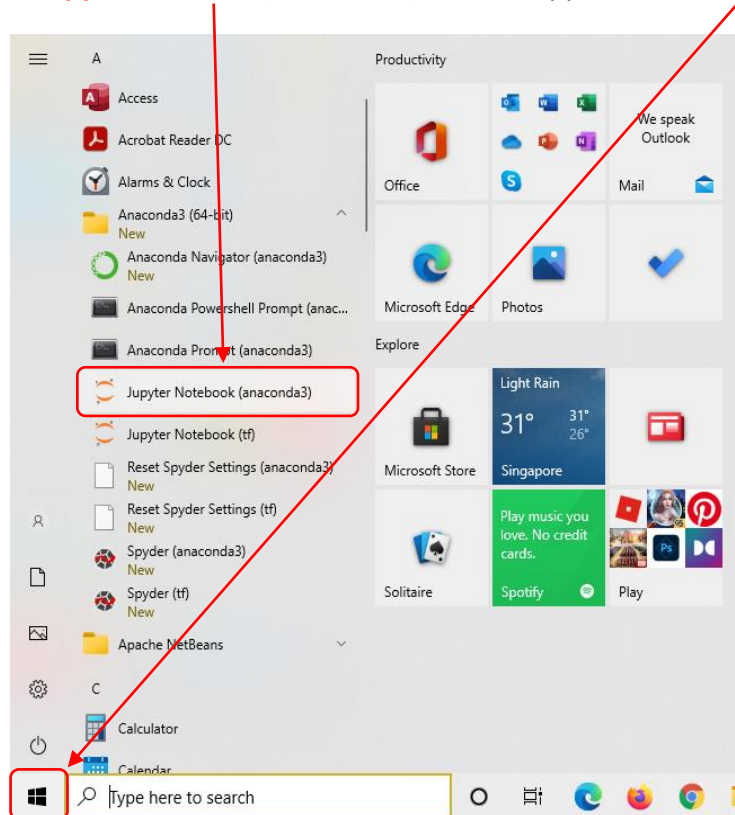 A
Access
Acrobat Reader DC
Alarms & Clock
Anaconda3 (64-bit)
New
Anaconda Navigator (anaconda3)
New
Anaconda Powershell Prompt (anac...
Anaconda Prompt (anaconda3)
Jupyter Notebook (anaconda3)
Jupyter Notebook (tf)
Reset Spyder Settings (anaconda3)
New
Reset Spyder Settings (tf)
New
Spyder (anaconda3)
New
Spyder (tf)
New
Apache NetBeans
C
Calculator
Calendar
Productivity
Office
We speak
Outlook
Mail
Microsoft Edge
Photos
Explore
Microsoft Store
Light Rain
31°
31°
26°
Singapore
Solitaire
Play music you
love. No credit
cards.
Spotify
Ps
Play
Type here to search